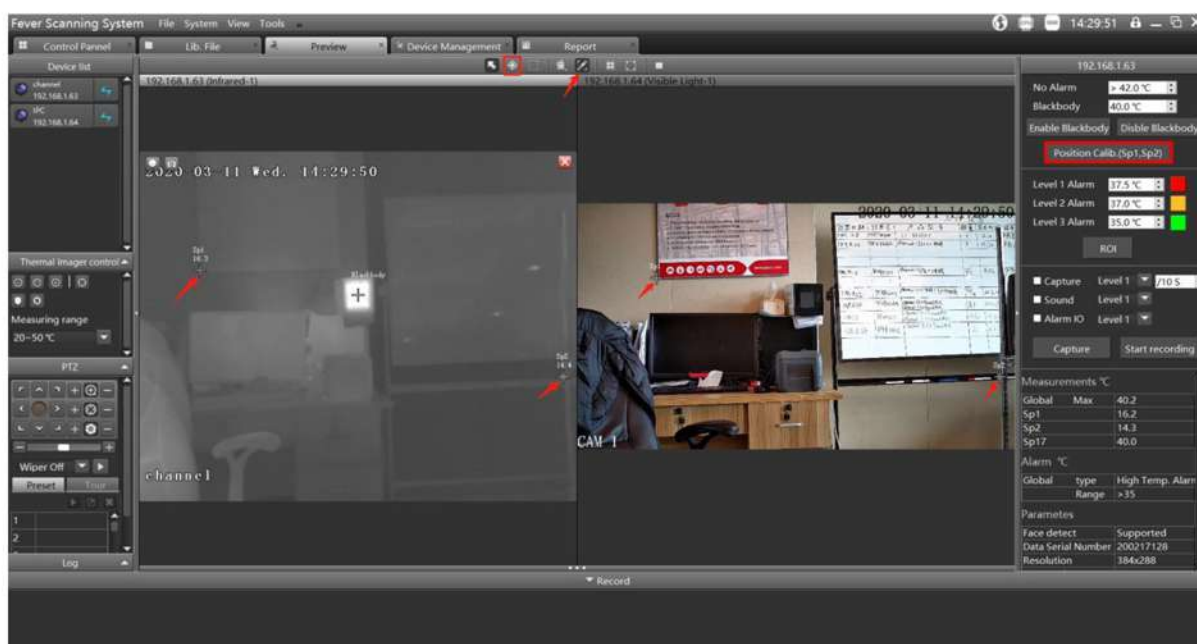 Fever Scanning System File System View Tools 14:29:51
Control Pannel Lib. File Preview Device Management Report
Device list
channel
192.168.1.63
IPC
192.168.1.64
Thermal Imager control
Measuring range
20~50 ℃
PTZ
Wiper Off
Preset Tour
1
2
Log
192.168.1.63 (Infrared-1)
2020-03-11 Wed. 14:29:50
Sp1
16.3
Blackbody
Sp2
14.4
channel
192.168.1.64 (Visible Light-1)
2020-03-11 14:29:50
CAM 1
Record
192.168.1.63
No Alarm > 42.0 ℃
Blackbody 40.0 ℃
Enable Blackbody Disble Blackbody
Position Calib.(Sp1,Sp2)
Level 1 Alarm 37.5 ℃
Level 2 Alarm 37.0 ℃
Level 3 Alarm 35.0 ℃
ROI
Capture Level 1 /10 S
Sound Level 1
Alarm IO Level 1
Capture Start recording
Measurements ℃
Global Max 40.2
Sp1 16.2
Sp2 14.3
Sp17 40.0
Alarm ℃
Global type High Temp. Alarm
Range >35
Parametes
Face detect Supported
Data Serial Number 200217128
Resolution 384x288